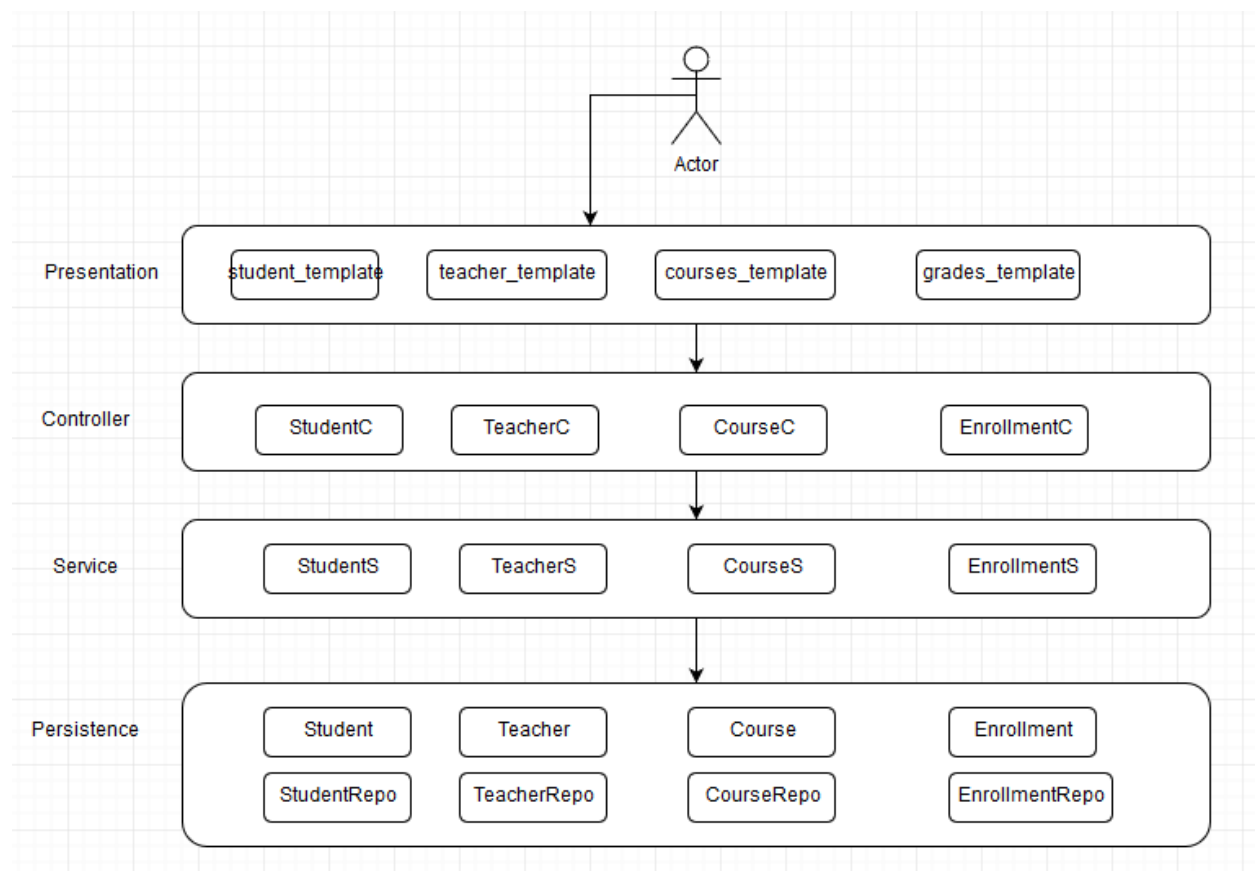 Actor
Presentation
student_template
teacher_template
courses_template
grades_template
Controller
StudentC
TeacherC
CourseC
EnrollmentC
Service
StudentS
TeacherS
CourseS
EnrollmentS
Persistence
Student
Teacher
Course
Enrollment
StudentRepo
TeacherRepo
CourseRepo
EnrollmentRepo